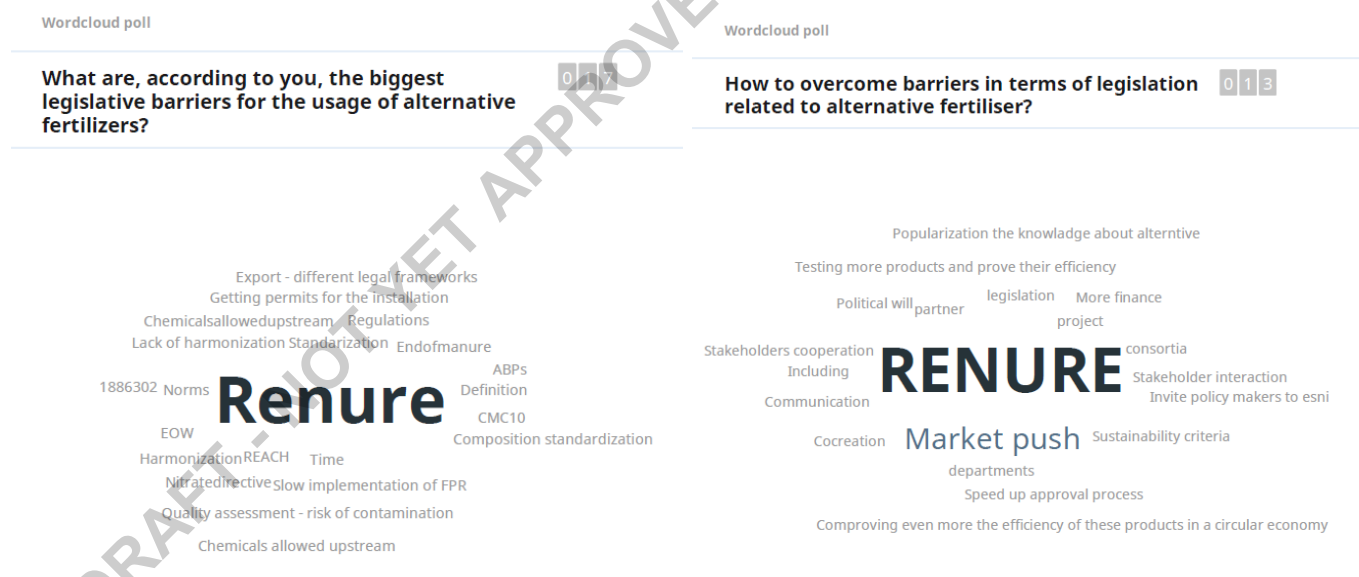 Wordcloud poll
What are, according to you, the biggest
legislative barriers for the usage of alternative
fertilizers?
0 1 7
Export - different legal frameworks
Getting permits for the installation
Chemicalsallowedupstream Regulations
Lack of harmonization Standarization Endofmanure
ABPs
1886302 Norms Renure Definition
CMC10
EOW
Composition standardization
Harmonization REACH Time
Nitratedirective Slow implementation of FPR
Quality assessment - risk of contamination
Chemicals allowed upstream
Wordcloud poll
How to overcome barriers in terms of legislation
related to alternative fertiliser?
0 1 3
Popularization the knowladge about alterntive
Testing more products and prove their efficiency
Political will partner legislation More finance
project
Stakeholders cooperation RENURE consortia
Including Stakeholder interaction
Communication Invite policy makers to esni
Cocreation Market push Sustainability criteria
departments
Speed up approval process
Comproving even more the efficiency of these products in a circular economy
DRAFT - NOT YET APPROVE